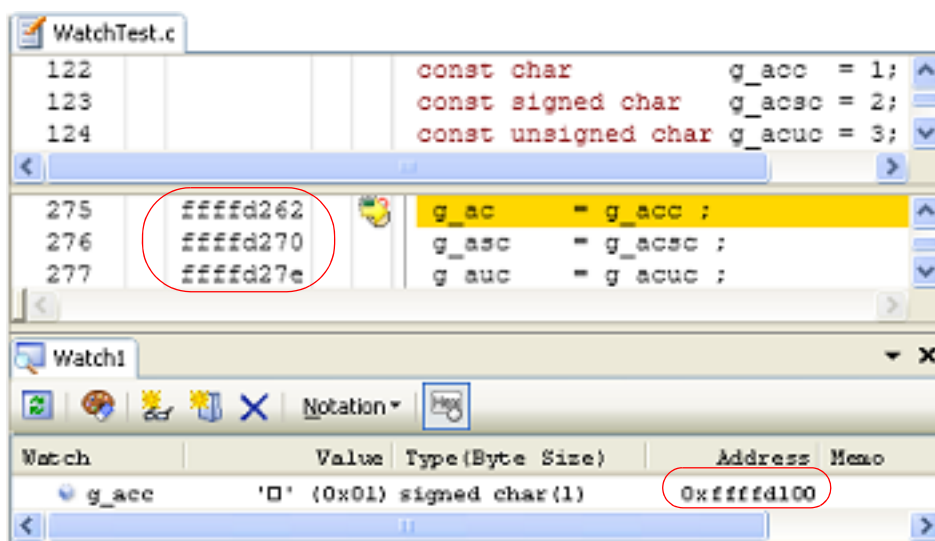 WatchTest.c
122 const char g_acc = 1;
123 const signed char g_acsc = 2;
124 const unsigned char g_acuc = 3;
275 ffffd262 g_ac = g_acc ;
276 ffffd270 g_asc = g_acsc ;
277 ffffd27e g_auc = g_acuc ;
Watch1
Notation Hex
Watch Value Type(Byte Size) Address Memo
g_acc '□' (0x01) signed char(1) 0xffffd100